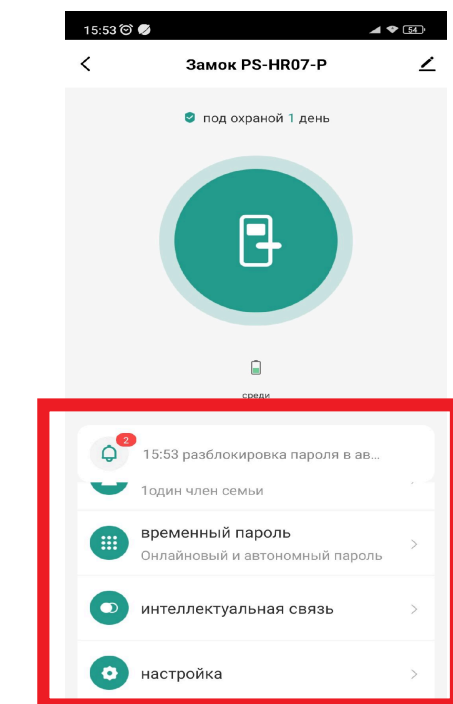 15:53 54
Замок PS-HR07-P
под охраной 1 день
среди
2
15:53 разблокировка пароля в ав...
1один член семьи
временный пароль
Онлайновый и автономный пароль
интеллектуальная связь
настройка